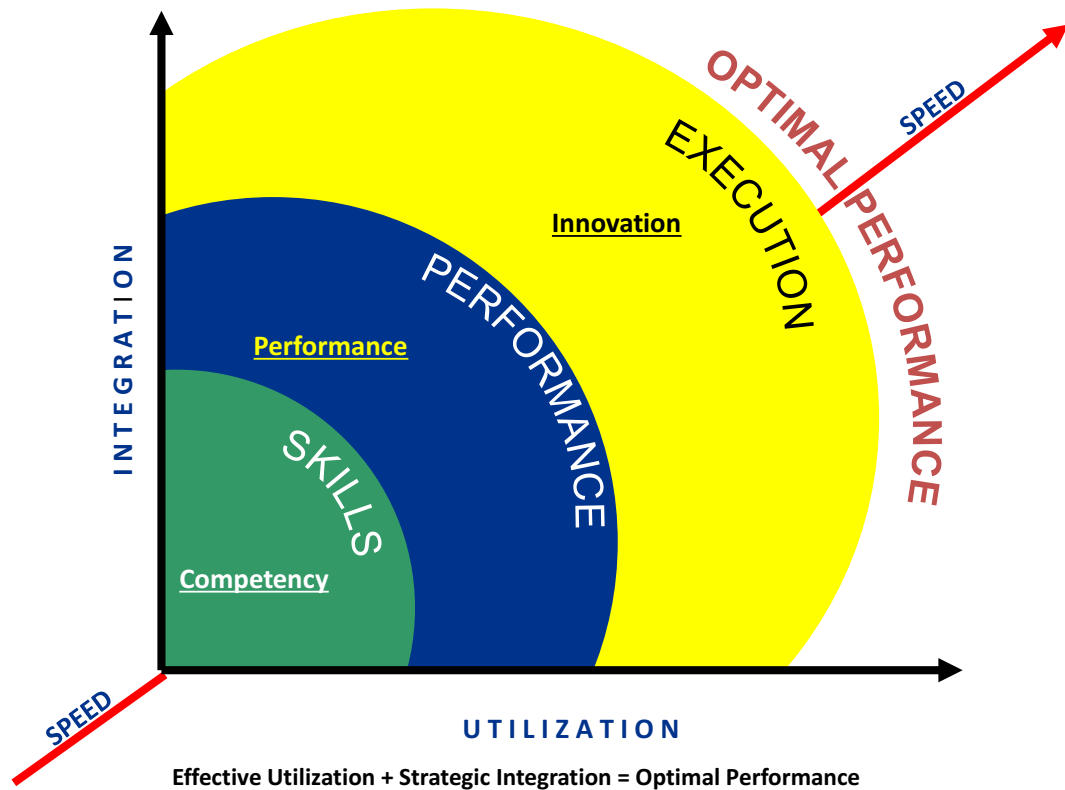 OPTIMAL PERFORMANCE
SPEED
EXECUTION
Innovation
INTEGRATION
PERFORMANCE
Performance
SKILLS
Competency
SPEED
UTILIZATION
Effective Utilization + Strategic Integration = Optimal Performance